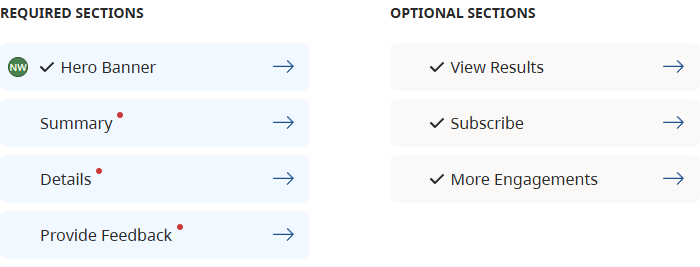 REQUIRED SECTIONS
NW Hero Banner
Summary
Details
Provide Feedback
OPTIONAL SECTIONS
View Results
Subscribe
More Engagements